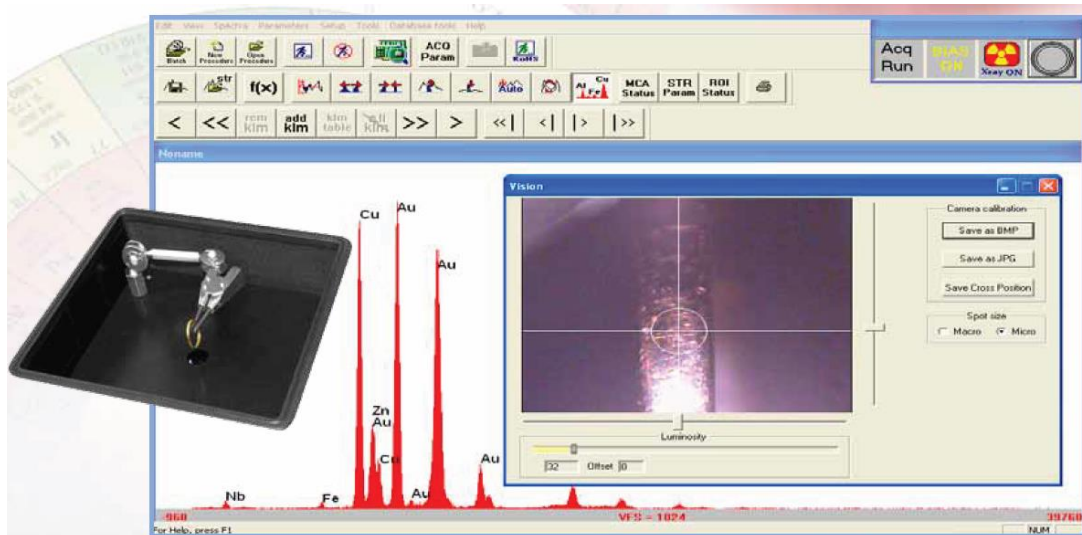 Edit View Spectra Parameters Setup Tools Database tools Help
Batch New Procedure Open Procedure ACQ Param RoHS
Acq Run BIAS ON Xray ON
str f(x) Auto Al Cu Fe MCA Status STR Param ROI Status
< << rem klm add klm klm table all klm >> > <<| <| |> |>>
Noname
Vision
Camera calibration
Save as BMP
Save as JPG
Save Cross Position
Spot size
Macro Micro
Luminosity
32 Offset 0
Cu Au
Au
Zn
Au
Cu
Au
Nb Fe Au
-960 VFS = 1024 39760
For Help, press F1 NUM